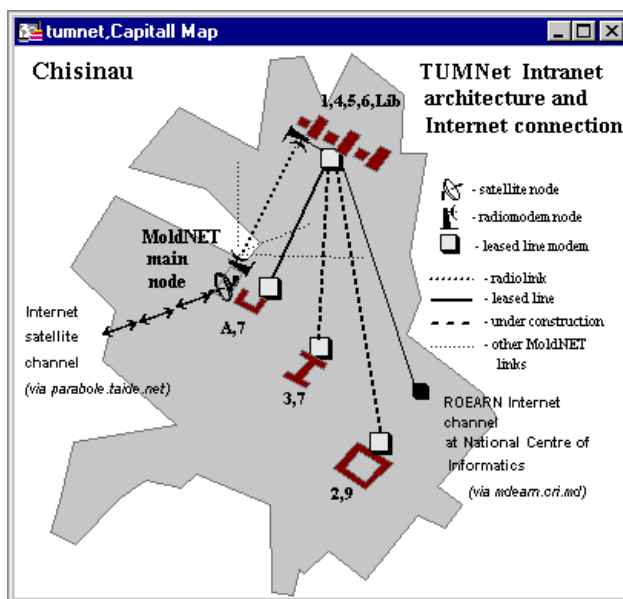 tumnet,Capitall Map
Chisinau
TUMNet Intranet
architecture and
Internet connection
1,4,5,6,Lib
- satellite node
- radiomodem node
- leased line modem
MoldNET
main
node
- radiolink
- leased line
- under construction
- other MoldNET
links
Internet
satellite
channel
(via parabole.taide.net)
A,7
3,7
2,9
ROEARN Internet
channel
at National Centre of
Informatics
(via mdearn.cri.md)